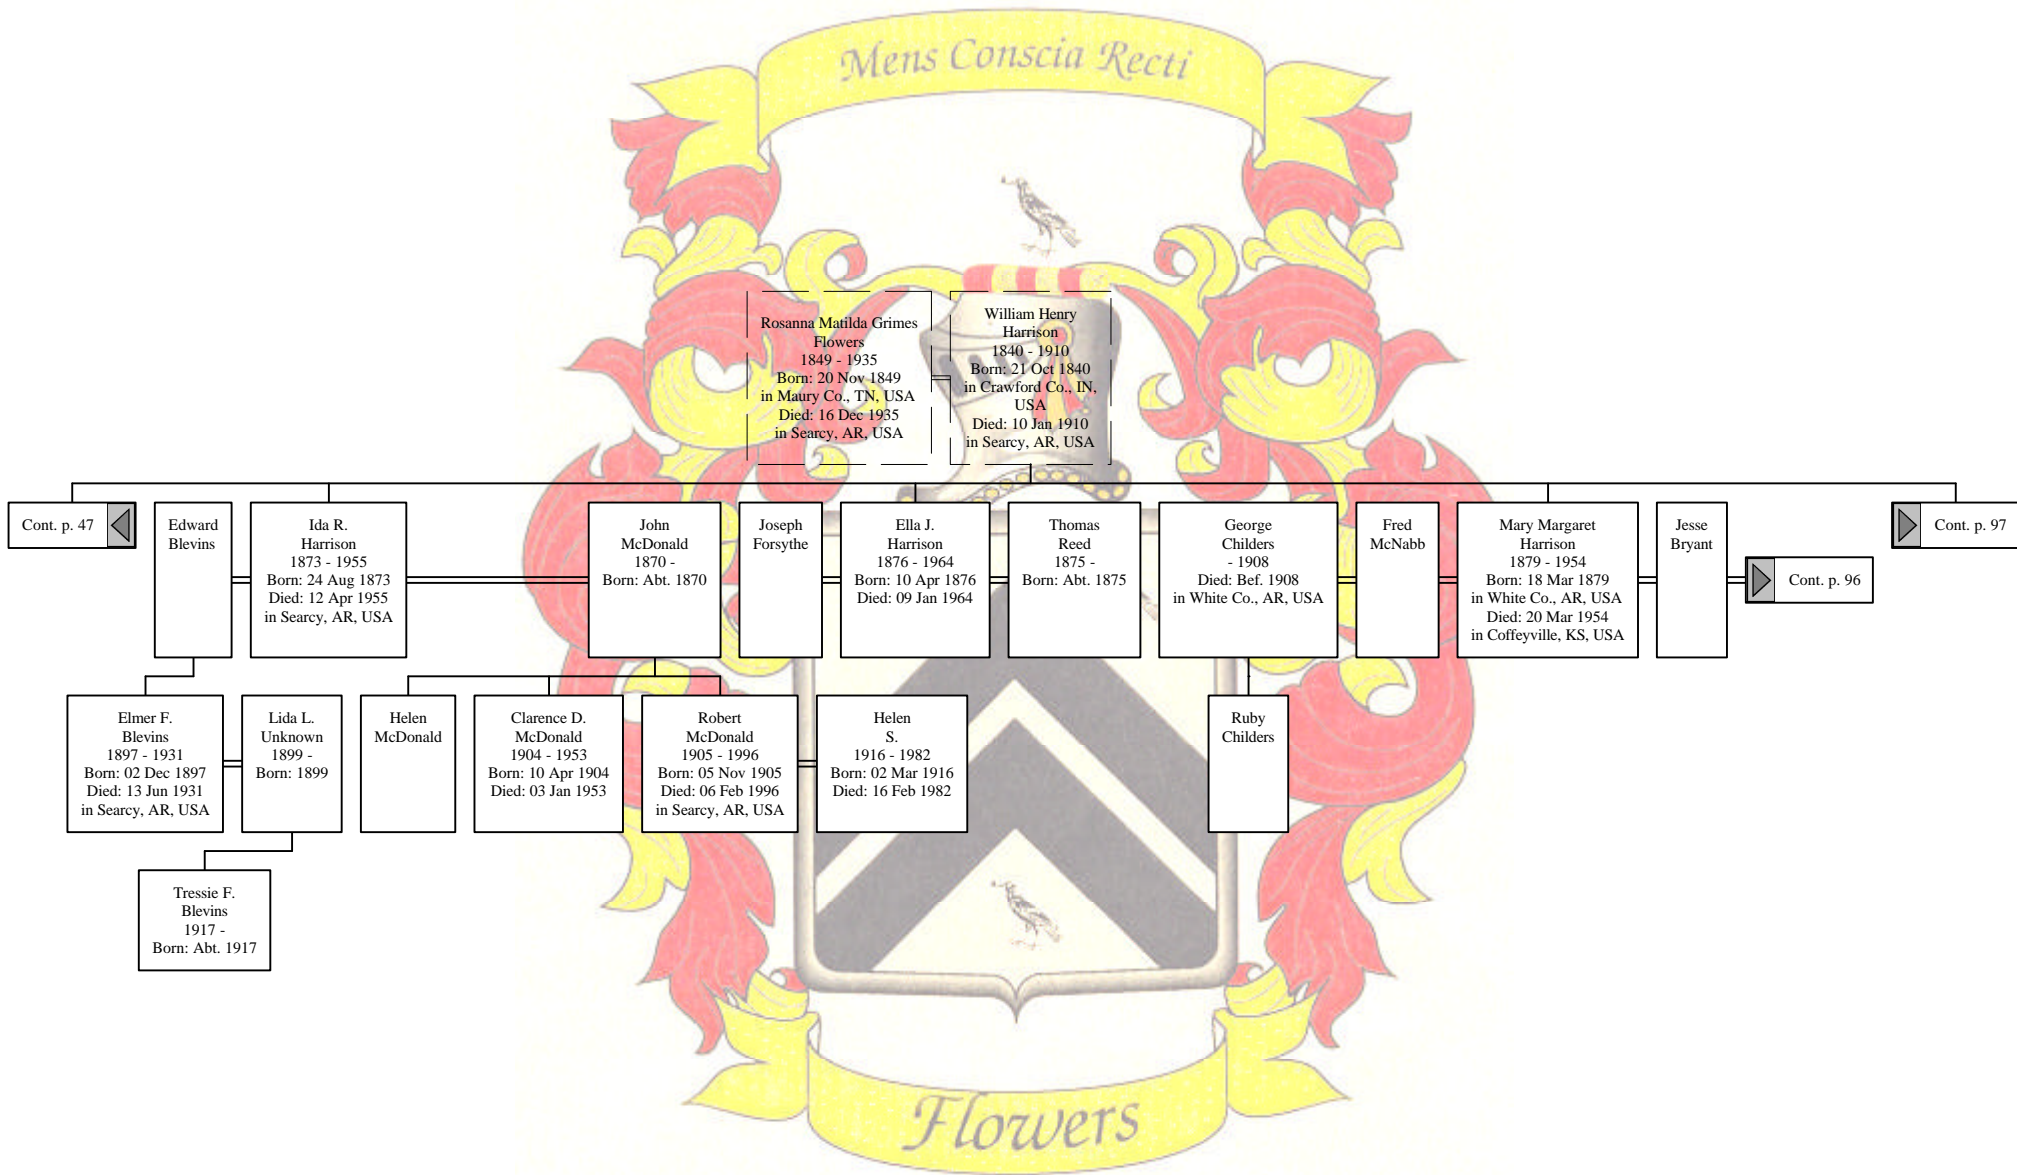 Mens Conscia Recti
Rosanna Matilda Grimes
Flowers
1849 - 1935
Born: 20 Nov 1849
in Maury Co., TN, USA
Died: 16 Dec 1935
in Searcy, AR, USA
William Henry
Harrison
1840 - 1910
Born: 21 Oct 1840
in Crawford Co., IN,
USA
Died: 10 Jan 1910
in Searcy, AR, USA
Cont. p. 47
Edward
Blevins
Ida R.
Harrison
1873 - 1955
Born: 24 Aug 1873
Died: 12 Apr 1955
in Searcy, AR, USA
John
McDonald
1870 -
Born: Abt. 1870
Joseph
Forsythe
Ella J.
Harrison
1876 - 1964
Born: 10 Apr 1876
Died: 09 Jan 1964
Thomas
Reed
1875 -
Born: Abt. 1875
George
Childers
- 1908
Died: Bef. 1908
in White Co., AR, USA
Fred
McNabb
Mary Margaret
Harrison
1879 - 1954
Born: 18 Mar 1879
in White Co., AR, USA
Died: 20 Mar 1954
in Coffeyville, KS, USA
Jesse
Bryant
Cont. p. 96
Cont. p. 97
Elmer F.
Blevins
1897 - 1931
Born: 02 Dec 1897
Died: 13 Jun 1931
in Searcy, AR, USA
Lida L.
Unknown
1899 -
Born: 1899
Helen
McDonald
Clarence D.
McDonald
1904 - 1953
Born: 10 Apr 1904
Died: 03 Jan 1953
Robert
McDonald
1905 - 1996
Born: 05 Nov 1905
Died: 06 Feb 1996
in Searcy, AR, USA
Helen
S.
1916 - 1982
Born: 02 Mar 1916
Died: 16 Feb 1982
Ruby
Childers
Tressie F.
Blevins
1917 -
Born: Abt. 1917
Flowers